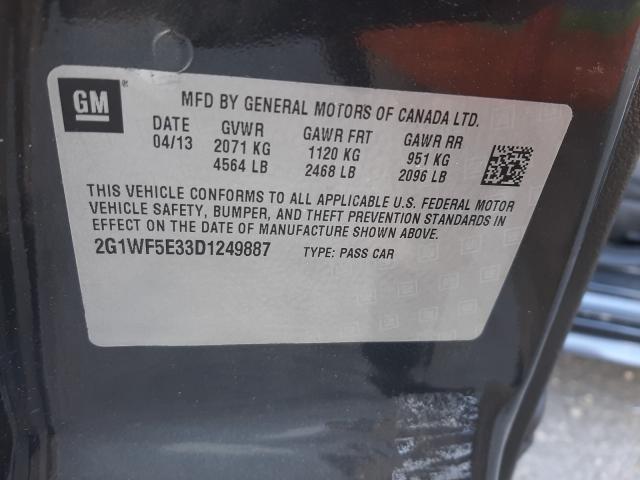 GM
MFD BY GENERAL MOTORS OF CANADA LTD.
DATE GVWR GAWR FRT GAWR RR
04/13 2071 KG 1120 KG 951 KG
4564 LB 2468 LB 2096 LB
THIS VEHICLE CONFORMS TO ALL APPLICABLE U.S. FEDERAL MOTOR
VEHICLE SAFETY, BUMPER, AND THEFT PREVENTION STANDARDS IN
EFFECT ON THE DATE OF MANUFACTURE SHOWN ABOVE.
2G1WF5E33D1249887 TYPE: PASS CAR